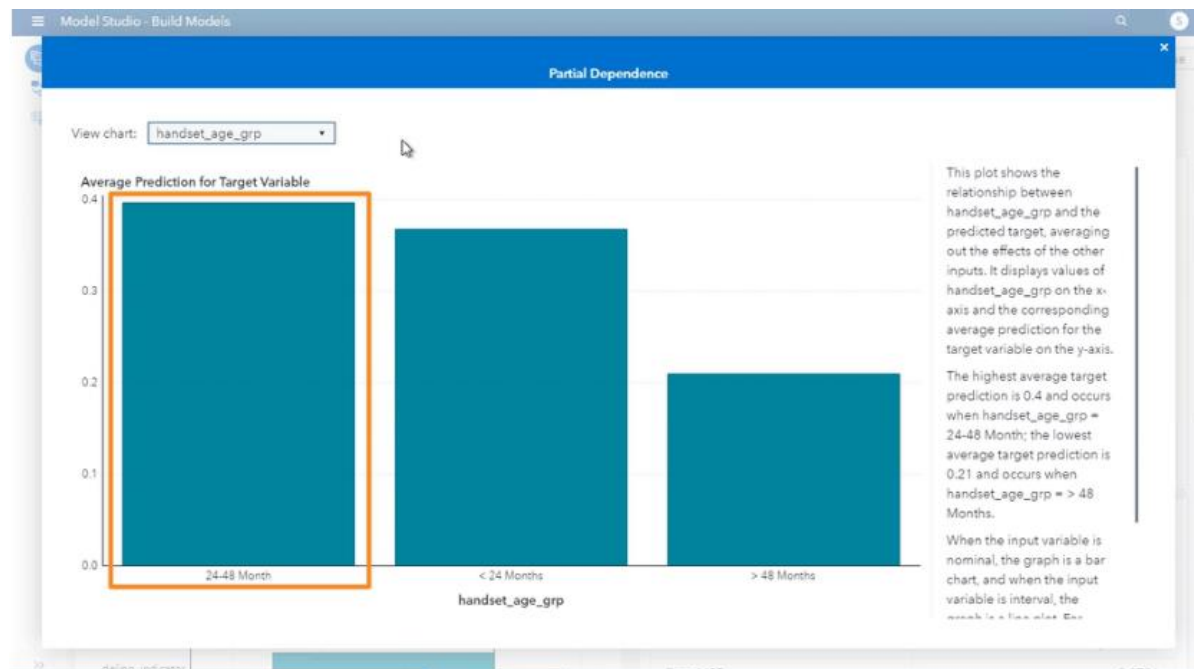 Model Studio - Build Models
S
Partial Dependence
×
View chart: handset_age_grp
Average Prediction for Target Variable
0.4
0.3
0.2
0.1
0.0
24-48 Month
< 24 Months
> 48 Months
handset_age_grp
This plot shows the
relationship between
handset_age_grp and the
predicted target, averaging
out the effects of the other
inputs. It displays values of
handset_age_grp on the x-
axis and the corresponding
average prediction for the
target variable on the y-axis.
The highest average target
prediction is 0.4 and occurs
when handset_age_grp =
24-48 Month; the lowest
average target prediction is
0.21 and occurs when
handset_age_grp = > 48
Months.
When the input variable is
nominal, the graph is a bar
chart, and when the input
variable is interval, the
graph is a line plot. For